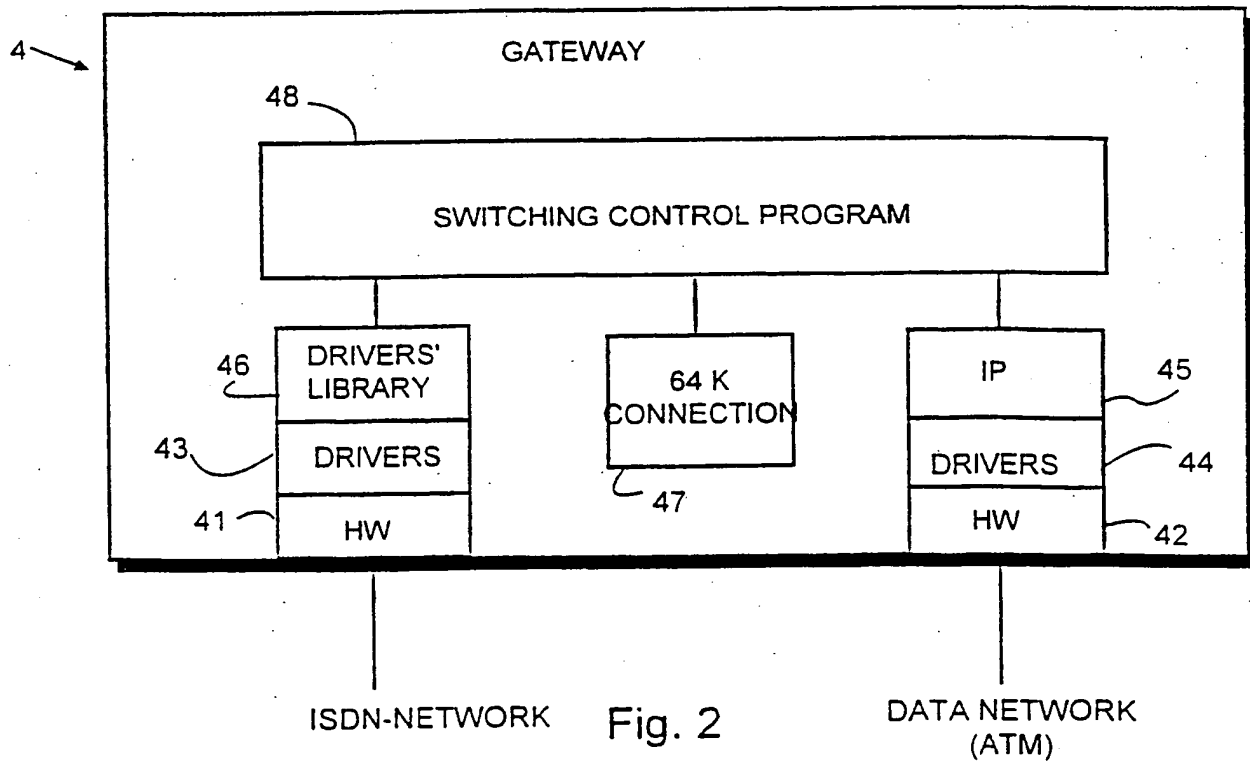 4
GATEWAY
48
SWITCHING CONTROL PROGRAM
46
DRIVERS'
LIBRARY
64 K
CONNECTION
IP
45
43
DRIVERS
DRIVERS
44
41
HW
47
HW
42
ISDN-NETWORK
Fig. 2
DATA NETWORK
(ATM)